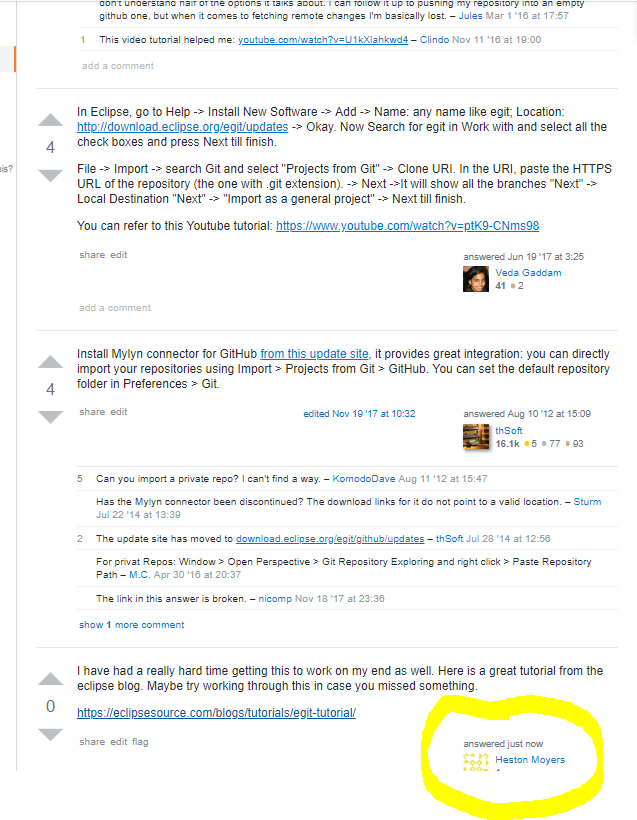 don't understand half of the options it talks about. I can follow it up to pushing my repository into an empty
github one, but when it comes to fetching remote changes I'm basically lost. – Jules Mar 1 '16 at 17:57
1 This video tutorial helped me: youtube.com/watch?v=U1kXlahkwd4 – Clindo Nov 11 '16 at 19:00
add a comment
In Eclipse, go to Help -> Install New Software -> Add -> Name: any name like egit; Location:
http://download.eclipse.org/egit/updates -> Okay. Now Search for egit in Work with and select all the
check boxes and press Next till finish.
4
is?
File -> Import -> search Git and select "Projects from Git" -> Clone URI. In the URI, paste the HTTPS
URL of the repository (the one with .git extension). -> Next ->It will show all the branches "Next" ->
Local Destination "Next" -> "Import as a general project" -> Next till finish.
You can refer to this Youtube tutorial: https://www.youtube.com/watch?v=ptK9-CNms98
share edit
answered Jun 19 '17 at 3:25
Veda Gaddam
41 2
add a comment
Install Mylyn connector for GitHub from this update site, it provides great integration: you can directly
import your repositories using Import > Projects from Git > GitHub. You can set the default repository
folder in Preferences > Git.
4
share edit
edited Nov 19 '17 at 10:32
answered Aug 10 '12 at 15:09
thSoft
16.1k 5 77 93
5 Can you import a private repo? I can't find a way. – KomodoDave Aug 11 '12 at 15:47
Has the Mylyn connector been discontinued? The download links for it do not point to a valid location. – Sturm
Jul 22 '14 at 13:39
2 The update site has moved to download.eclipse.org/egit/github/updates – thSoft Jul 28 '14 at 12:56
For privat Repos: Window > Open Perspective > Git Repository Exploring and right click > Paste Repository
Path – M.C. Apr 30 '16 at 20:37
The link in this answer is broken. – nicomp Nov 18 '17 at 23:36
show 1 more comment
I have had a really hard time getting this to work on my end as well. Here is a great tutorial from the
eclipse blog. Maybe try working through this in case you missed something.
0
https://eclipsesource.com/blogs/tutorials/egit-tutorial/
share edit flag
answered just now
Heston Moyers